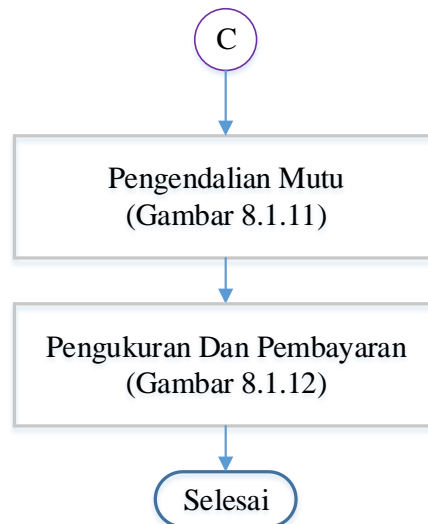 C
Pengendalian Mutu
(Gambar 8.1.11)
Pengukuran Dan Pembayaran
(Gambar 8.1.12)
Selesai